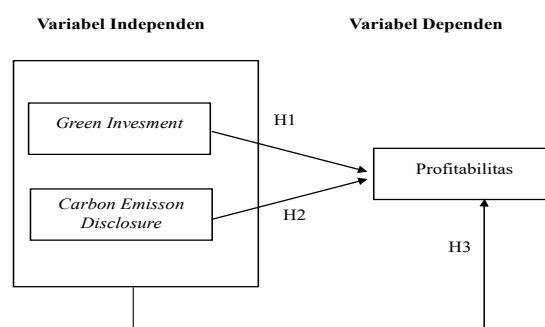 Variabel Independen
Variabel Dependen
Green Invesment
H1
Profitabilitas
Carbon Emisson
Disclosure
H2
H3